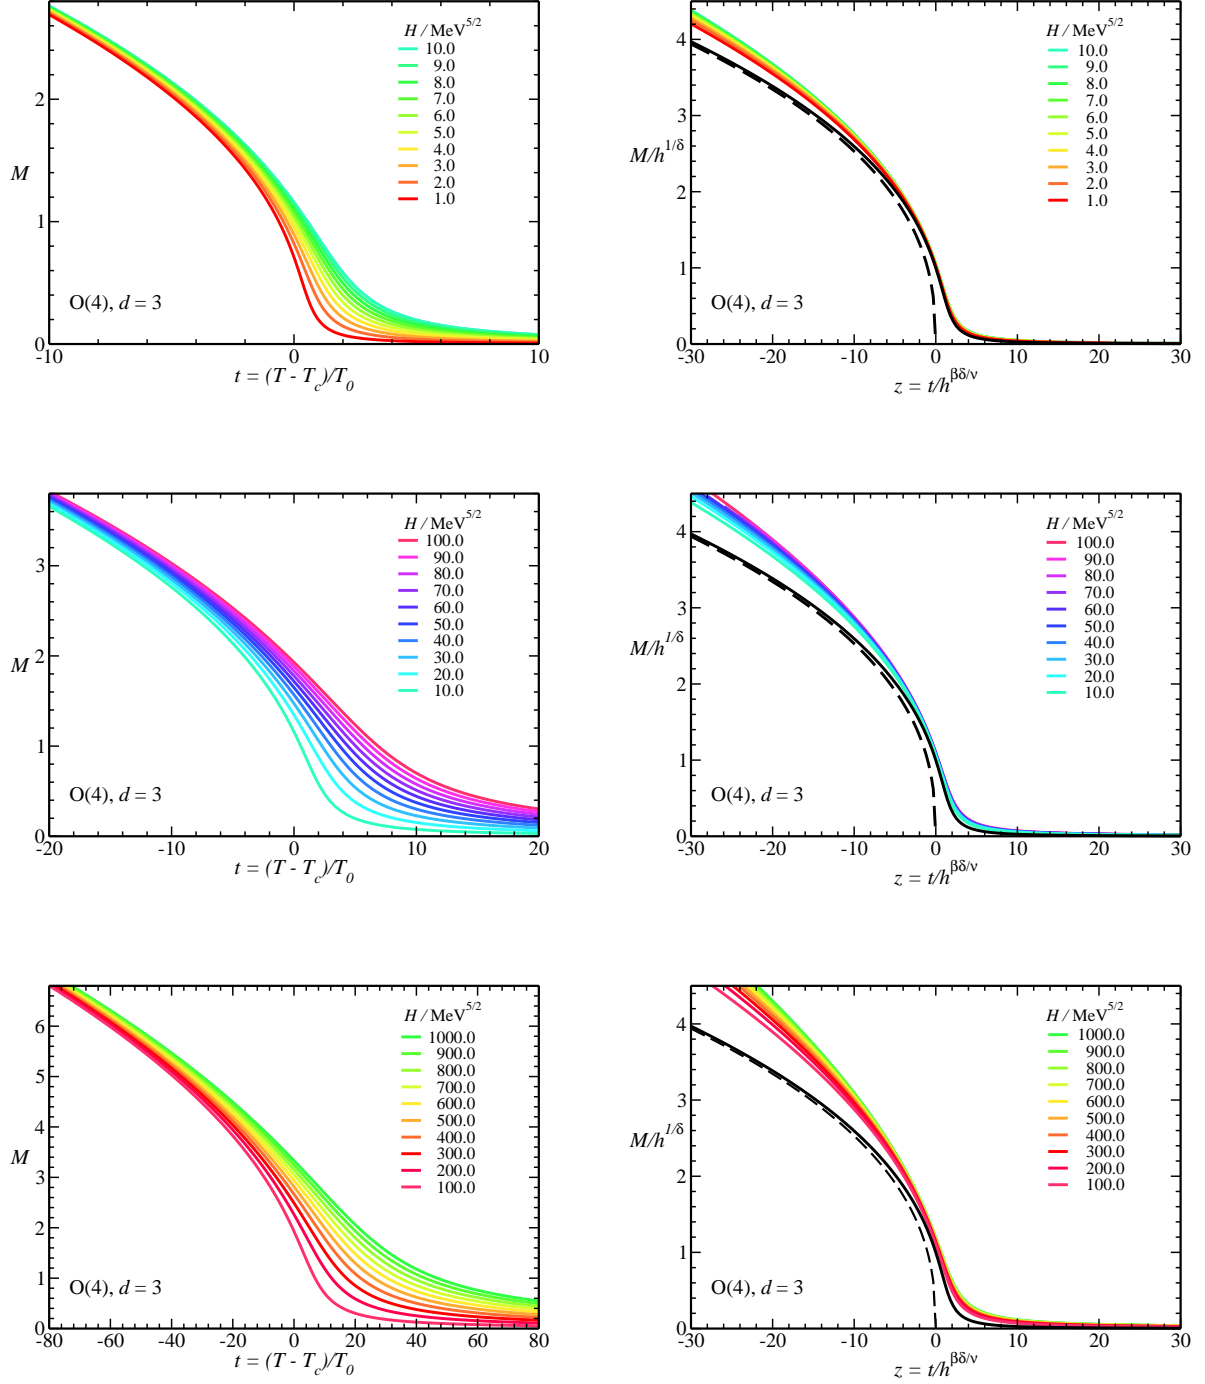 H / MeV^5/2
10.0
9.0
8.0
7.0
6.0
5.0
4.0
3.0
2.0
1.0
2
M
1
O(4), d = 3
0
-10 0 10
t = (T - T_c)/T_0
H / MeV^5/2
10.0
9.0
8.0
7.0
6.0
5.0
4.0
3.0
2.0
1.0
4
3
M/h^1/δ
2
1
O(4), d = 3
0
-30 -20 -10 0 10 20 30
z = t/h^βδ/ν
H / MeV^5/2
100.0
90.0
80.0
70.0
60.0
50.0
40.0
30.0
20.0
10.0
3
2
M
1
O(4), d = 3
0
-20 -10 0 10 20
t = (T - T_c)/T_0
H / MeV^5/2
100.0
90.0
80.0
70.0
60.0
50.0
40.0
30.0
20.0
10.0
4
3
M/h^1/δ
2
1
O(4), d = 3
0
-30 -20 -10 0 10 20 30
z = t/h^βδ/ν
H / MeV^5/2
1000.0
900.0
800.0
700.0
600.0
500.0
400.0
300.0
200.0
100.0
6
5
4
M
3
2
1
O(4), d = 3
0
-80 -60 -40 -20 0 20 40 60 80
t = (T - T_c)/T_0
H / MeV^5/2
1000.0
900.0
800.0
700.0
600.0
500.0
400.0
300.0
200.0
100.0
4
3
M/h^1/δ
2
1
O(4), d = 3
0
-30 -20 -10 0 10 20 30
z = t/h^βδ/ν